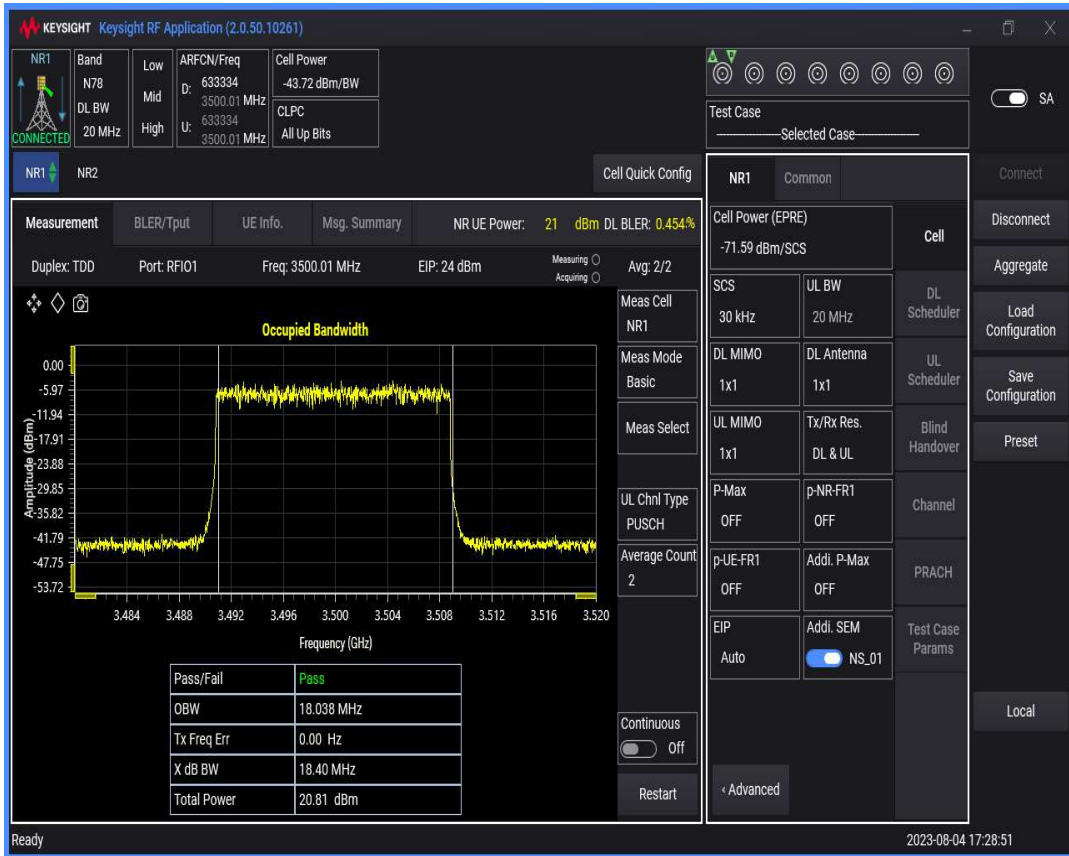 KEYSIGHT Keysight RF Application (2.0.50.10261)
NR1
CONNECTED
Band
N78
DL BW
20 MHz
Low
Mid
High
ARFCN/Freq
D: 633334
3500.01 MHz
U: 633334
3500.01 MHz
Cell Power
-43.72 dBm/BW
CLPC
All Up Bits
Test Case
Selected Case
SA
NR1 NR2
Cell Quick Config
Measurement BLER/Tput UE Info. Msg. Summary NR UE Power: 21 dBm DL BLER: 0.454%
Duplex: TDD Port: RFIO1 Freq: 3500.01 MHz EIP: 24 dBm Measuring Acquiring Avg: 2/2
Occupied Bandwidth
Amplitude (dBm)
0.00
-5.97
-11.94
-17.91
-23.88
-29.85
-35.82
-41.79
-47.75
-53.72
3.484 3.488 3.492 3.496 3.500 3.504 3.508 3.512 3.516 3.520
Frequency (GHz)
Pass/Fail Pass
OBW 18.038 MHz
Tx Freq Err 0.00 Hz
X dB BW 18.40 MHz
Total Power 20.81 dBm
Meas Cell
NR1
Meas Mode
Basic
Meas Select
UL Chnl Type
PUSCH
Average Count
2
Continuous
Off
Restart
NR1 Common
Cell Power (EPRE)
-71.59 dBm/SCS
SCS
30 kHz
UL BW
20 MHz
DL MIMO
1x1
DL Antenna
1x1
UL MIMO
1x1
Tx/Rx Res.
DL & UL
P-Max
OFF
p-NR-FR1
OFF
p-UE-FR1
OFF
Addi. P-Max
OFF
EIP
Auto
Addi. SEM
NS_01
‹ Advanced
Cell
DL
Scheduler
UL
Scheduler
Blind
Handover
Channel
PRACH
Test Case
Params
Connect
Disconnect
Aggregate
Load
Configuration
Save
Configuration
Preset
Local
Ready
2023-08-04 17:28:51